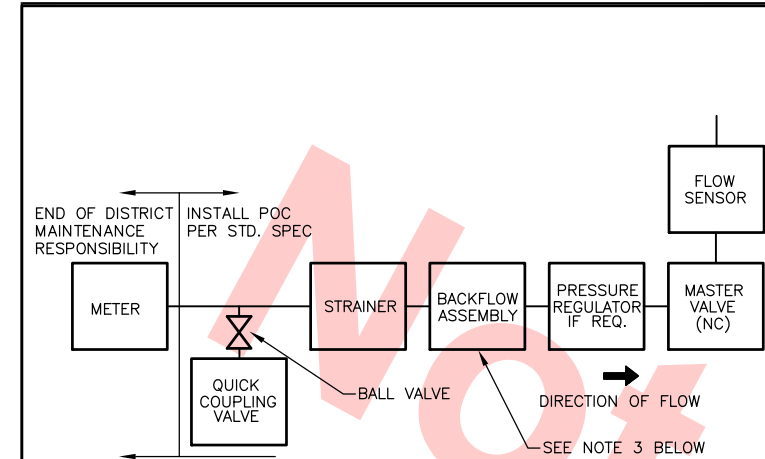 END OF DISTRICT
MAINTENANCE
RESPONSIBILITY
INSTALL POC
PER STD. SPEC
FLOW
SENSOR
METER
STRAINER
BACKFLOW
ASSEMBLY
PRESSURE
REGULATOR
IF REQ.
MASTER
VALVE
(NC)
QUICK
COUPLING
VALVE
BALL VALVE
DIRECTION OF FLOW
SEE NOTE 3 BELOW
Not